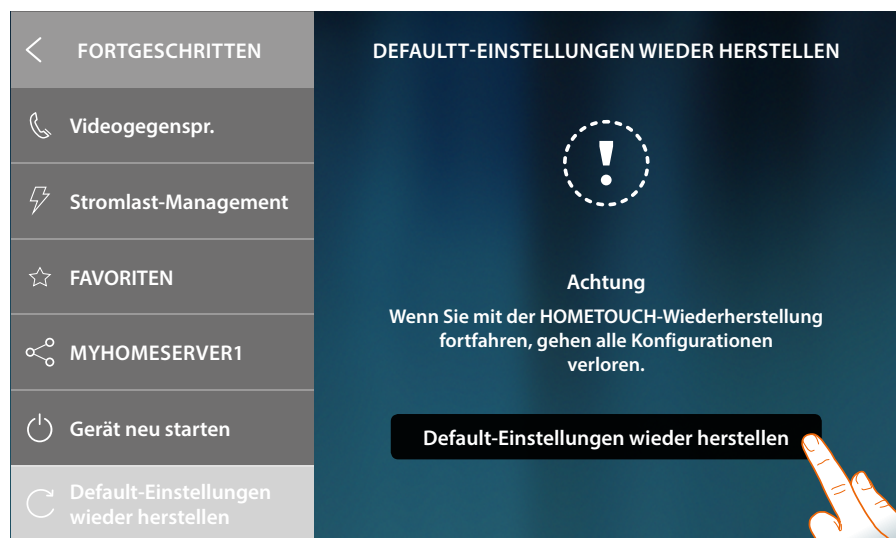 FORTGESCHRITTEN
Videogegenspr.
Stromlast-Management
FAVORITEN
MYHOMESERVER1
Gerät neu starten
Default-Einstellungen
wieder herstellen
DEFAULTT-EINSTELLUNGEN WIEDER HERSTELLEN
!
Achtung
Wenn Sie mit der HOMETOUCH-Wiederherstellung
fortfahren, gehen alle Konfigurationen
verloren.
Default-Einstellungen wieder herstellen